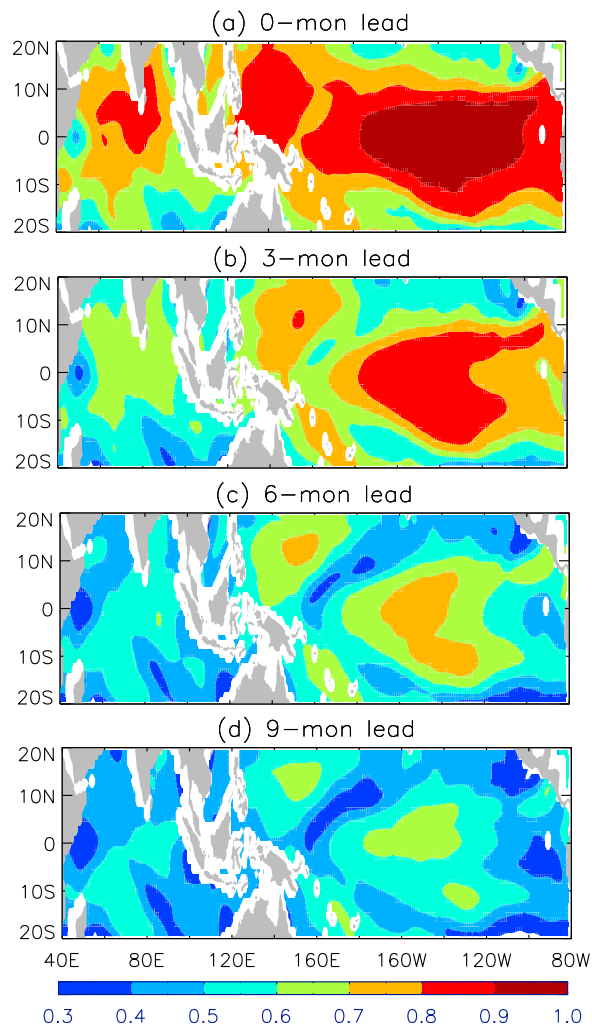 (a) 0-mon lead
20N
10N
0
10S
20S
(b) 3-mon lead
20N
10N
0
10S
20S
(c) 6-mon lead
20N
10N
0
10S
20S
(d) 9-mon lead
20N
10N
0
10S
20S
40E 80E 120E 160E 160W 120W 80W
0.3 0.4 0.5 0.6 0.7 0.8 0.9 1.0